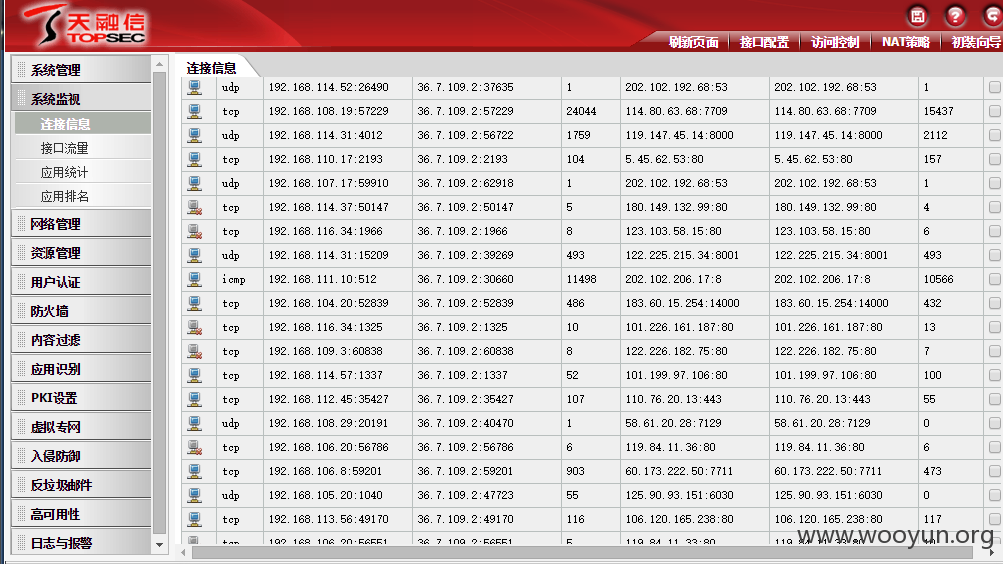 天融信
TOPSEC
刷新页面 接口配置 访问控制 NAT策略 初装向导
系统管理
系统监视
连接信息
接口流量
应用统计
应用排名
网络管理
资源管理
用户认证
防火墙
内容过滤
应用识别
PKI设置
虚拟专网
入侵防御
反垃圾邮件
高可用性
日志与报警
连接信息
udp 192.168.114.52:26490 36.7.109.2:37635 1 202.102.192.68:53 202.102.192.68:53 1
tcp 192.168.108.19:57229 36.7.109.2:57229 24044 114.80.63.68:7709 114.80.63.68:7709 15437
udp 192.168.114.31:4012 36.7.109.2:56722 1759 119.147.45.14:8000 119.147.45.14:8000 2112
tcp 192.168.110.17:2193 36.7.109.2:2193 104 5.45.62.53:80 5.45.62.53:80 157
udp 192.168.107.17:59910 36.7.109.2:62918 1 202.102.192.68:53 202.102.192.68:53 1
tcp 192.168.114.37:50147 36.7.109.2:50147 5 180.149.132.99:80 180.149.132.99:80 4
tcp 192.168.116.34:1966 36.7.109.2:1966 8 123.103.58.15:80 123.103.58.15:80 6
udp 192.168.114.31:15209 36.7.109.2:39269 493 122.225.215.34:8001 122.225.215.34:8001 493
icmp 192.168.111.10:512 36.7.109.2:30660 11498 202.102.206.17:8 202.102.206.17:8 10566
tcp 192.168.104.20:52839 36.7.109.2:52839 486 183.60.15.254:14000 183.60.15.254:14000 432
tcp 192.168.116.34:1325 36.7.109.2:1325 10 101.226.161.187:80 101.226.161.187:80 13
tcp 192.168.109.3:60838 36.7.109.2:60838 8 122.226.182.75:80 122.226.182.75:80 7
tcp 192.168.114.57:1337 36.7.109.2:1337 52 101.199.97.106:80 101.199.97.106:80 100
tcp 192.168.112.45:35427 36.7.109.2:35427 107 110.76.20.13:443 110.76.20.13:443 55
udp 192.168.108.29:20191 36.7.109.2:40470 1 58.61.20.28:7129 58.61.20.28:7129 0
tcp 192.168.106.20:56786 36.7.109.2:56786 6 119.84.11.36:80 119.84.11.36:80 6
tcp 192.168.106.8:59201 36.7.109.2:59201 903 60.173.222.50:7711 60.173.222.50:7711 473
udp 192.168.105.20:1040 36.7.109.2:47723 55 125.90.93.151:6030 125.90.93.151:6030 0
tcp 192.168.113.56:49170 36.7.109.2:49170 116 106.120.165.238:80 106.120.165.238:80 117
tcp 192.168.106.20:56551 36.7.109.2:56551 5 119.84.11.33:80 119.84.11.33:80
www.wooyun.org